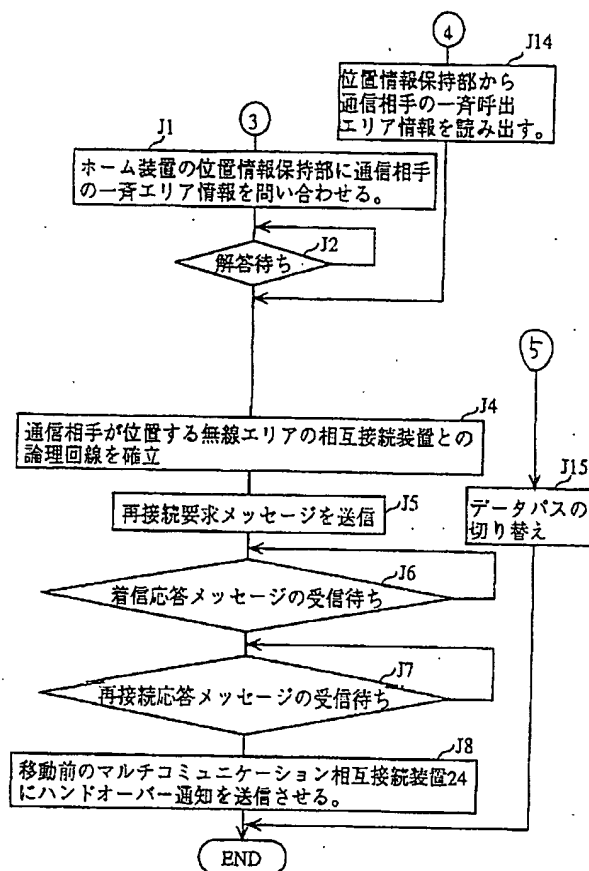 4
J14
位置情報保持部から
通信相手の一斉呼出
エリア情報を読み出す。
3
J1
ホーム装置の位置情報保持部に通信相手
の一斉エリア情報を問い合わせる。
J2
解答待ち
5
J4
通信相手が位置する無線エリアの相互接続装置との
論理回線を確立
J15
データパスの
切り替え
J5
再接続要求メッセージを送信
J6
着信応答メッセージの受信待ち
J7
再接続応答メッセージの受信待ち
J8
移動前のマルチコミュニケーション相互接続装置24
にハンドオーバー通知を送信させる。
END